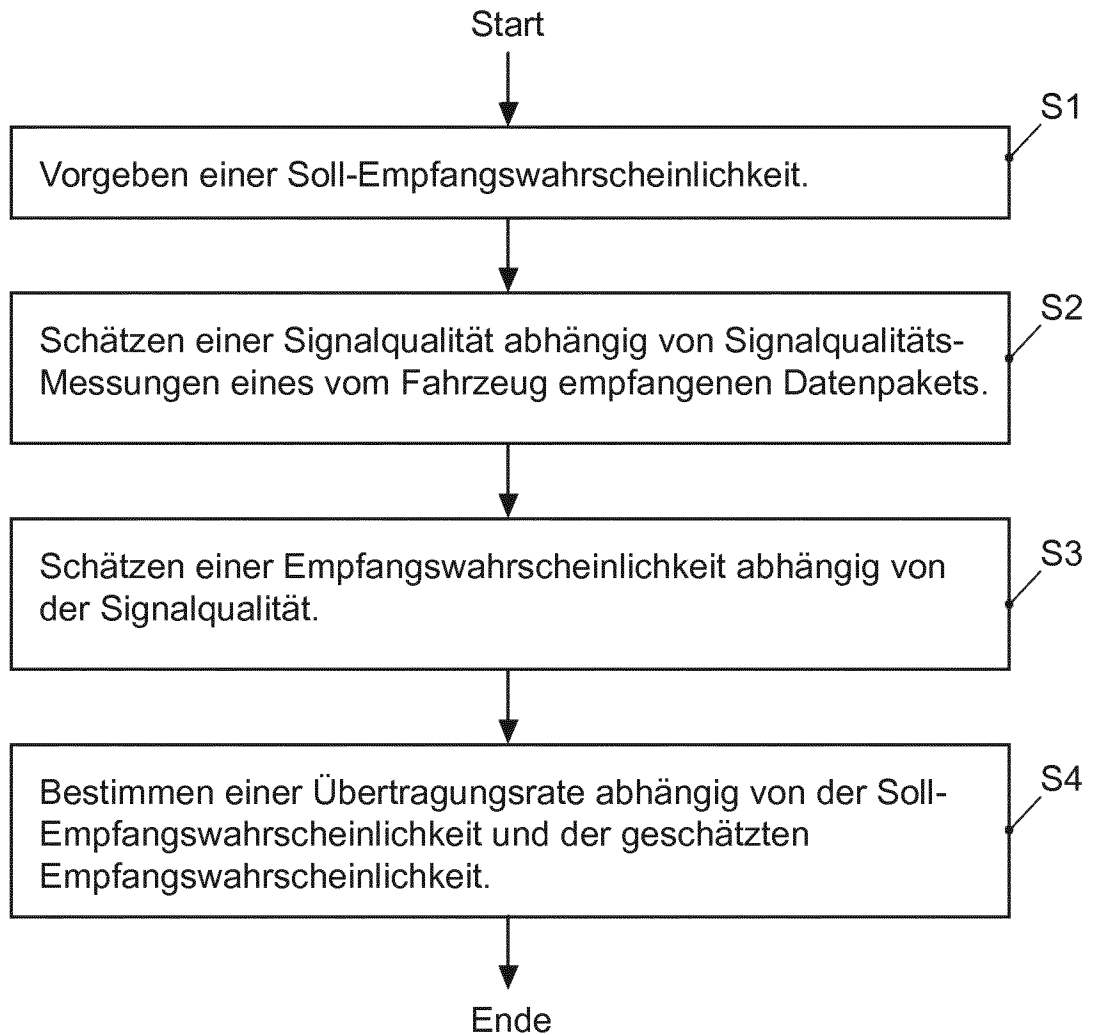 Start
S1
Vorgeben einer Soll-Empfangswahrscheinlichkeit.
S2
Schätzen einer Signalqualität abhängig von Signalqualitäts-
Messungen eines vom Fahrzeug empfangenen Datenpakets.
S3
Schätzen einer Empfangswahrscheinlichkeit abhängig von
der Signalqualität.
S4
Bestimmen einer Übertragungsrate abhängig von der Soll-
Empfangswahrscheinlichkeit und der geschätzten
Empfangswahrscheinlichkeit.
Ende